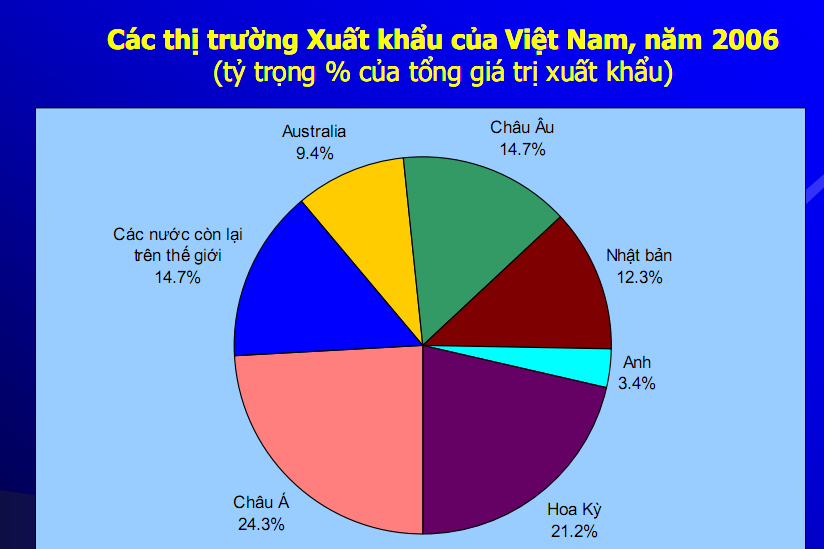 Các thị trường Xuất khẩu của Việt Nam, năm 2006
(tỷ trọng % của tổng giá trị xuất khẩu)
Australia
9.4%
Châu Âu
14.7%
Các nước còn lại
trên thế giới
14.7%
Nhật bản
12.3%
Anh
3.4%
Châu Á
24.3%
Hoa Kỳ
21.2%